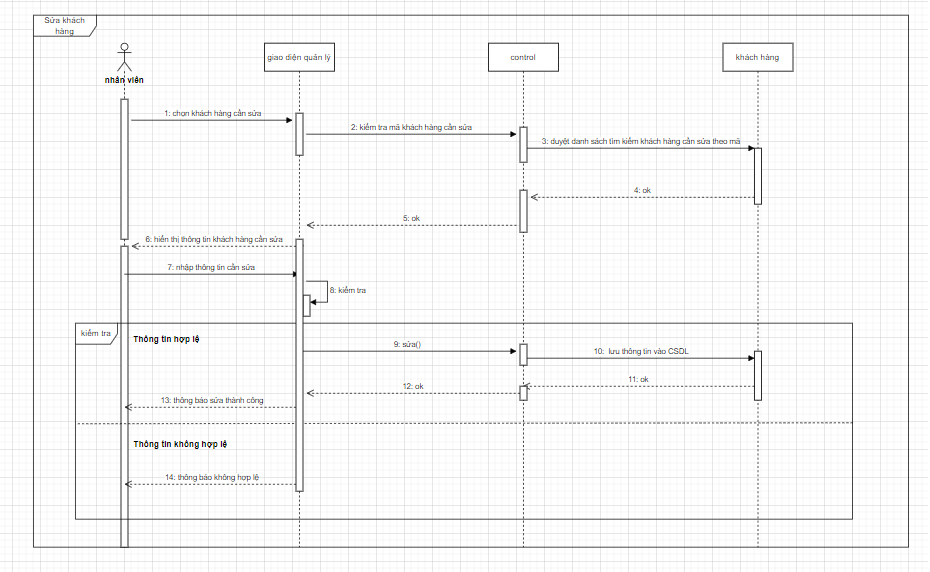 Sửa khách
hàng
nhân viên
giao diện quản lý
control
khách hàng
1: chọn khách hàng cần sửa
2: kiểm tra mã khách hàng cần sửa
3: duyệt danh sách tìm kiếm khách hàng cần sửa theo mã
4: ok
5: ok
6: hiển thị thông tin khách hàng cần sửa
7: nhập thông tin cần sửa
8: kiểm tra
kiểm tra
Thông tin hợp lệ
9: sửa()
10: lưu thông tin vào CSDL
11: ok
12: ok
13: thông báo sửa thành công
Thông tin không hợp lệ
14: thông báo không hợp lệ